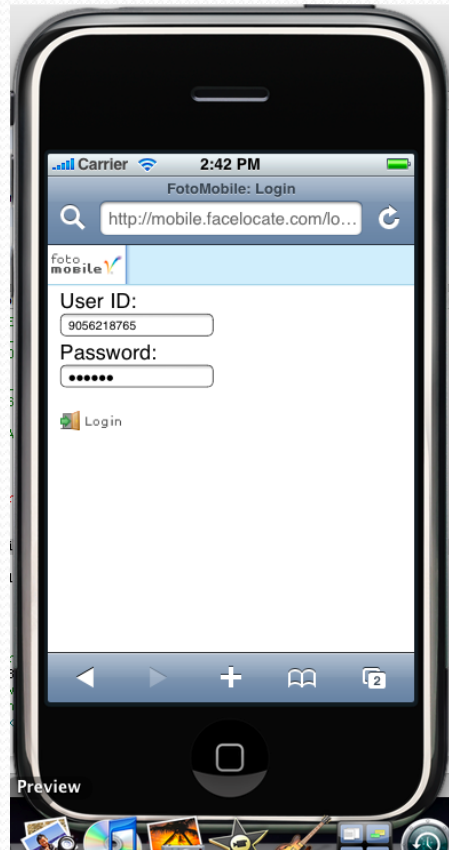 Carrier 2:42 PM
FotoMobile: Login
http://mobile.facelocate.com/lo...
foto
mobile
User ID:
9056218765
Password:
••••••
Login
2
Preview